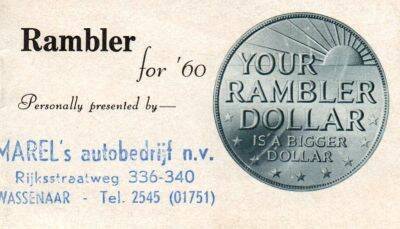 Rambler
for '60
Personally presented by—
MAREL's autobedrijf n.v.
Rijksstraatweg 336-340
WASSENAAR - Tel. 2545 (01751)
YOUR
RAMBLER
DOLLAR
IS A BIGGER
DOLLAR